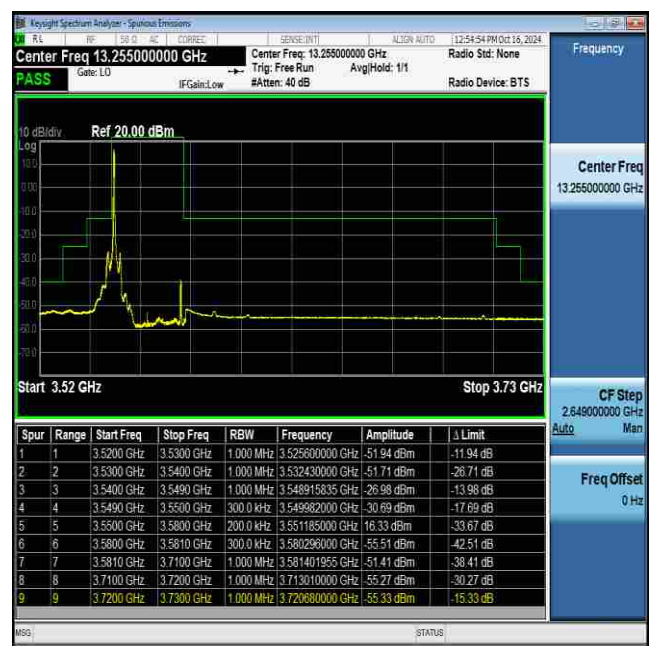 Keysight Spectrum Analyzer - Spurious Emissions
RL RF 50 Ω AC CORREC SENSE:INT ALIGN AUTO 12:54:54 PM Oct 16, 2024
Center Freq 13.255000000 GHz
Center Freq: 13.255000000 GHz
Radio Std: None
Trig: Free Run Avg|Hold: 1/1
PASS
Gate: LO
IFGain:Low
#Atten: 40 dB
Radio Device: BTS
10 dB/div Ref 20.00 dBm
Log
10.0
0.00
-10.0
-20.0
-30.0
-40.0
-50.0
-60.0
-70.0
Start 3.52 GHz
Stop 3.73 GHz
Spur Range Start Freq Stop Freq RBW Frequency Amplitude Δ Limit
1 1 3.5200 GHz 3.5300 GHz 1.000 MHz 3.525600000 GHz -51.94 dBm -11.94 dB
2 2 3.5300 GHz 3.5400 GHz 1.000 MHz 3.532430000 GHz -51.71 dBm -26.71 dB
3 3 3.5400 GHz 3.5490 GHz 1.000 MHz 3.548915835 GHz -26.98 dBm -13.98 dB
4 4 3.5490 GHz 3.5500 GHz 300.0 kHz 3.549982000 GHz -30.69 dBm -17.69 dB
5 5 3.5500 GHz 3.5800 GHz 200.0 kHz 3.551185000 GHz 16.33 dBm -33.67 dB
6 6 3.5800 GHz 3.5810 GHz 300.0 kHz 3.580296000 GHz -55.51 dBm -42.51 dB
7 7 3.5810 GHz 3.7100 GHz 1.000 MHz 3.581401955 GHz -51.41 dBm -38.41 dB
8 8 3.7100 GHz 3.7200 GHz 1.000 MHz 3.713010000 GHz -55.27 dBm -30.27 dB
9 9 3.7200 GHz 3.7300 GHz 1.000 MHz 3.720680000 GHz -55.33 dBm -15.33 dB
MSG
STATUS
Frequency
Center Freq
13.255000000 GHz
CF Step
2.649000000 GHz
Auto Man
Freq Offset
0 Hz